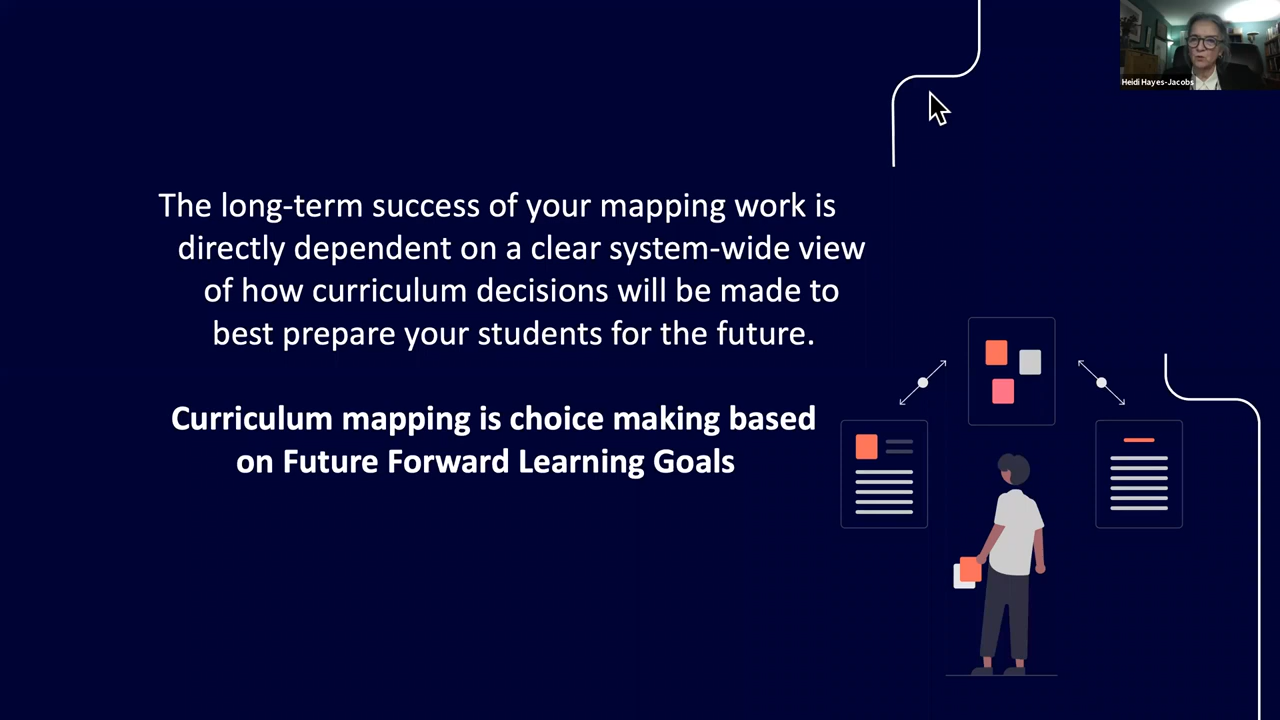 Heidi Hayes-Jacobs
The long-term success of your mapping work is
directly dependent on a clear system-wide view
of how curriculum decisions will be made to
best prepare your students for the future.
Curriculum mapping is choice making based
on Future Forward Learning Goals